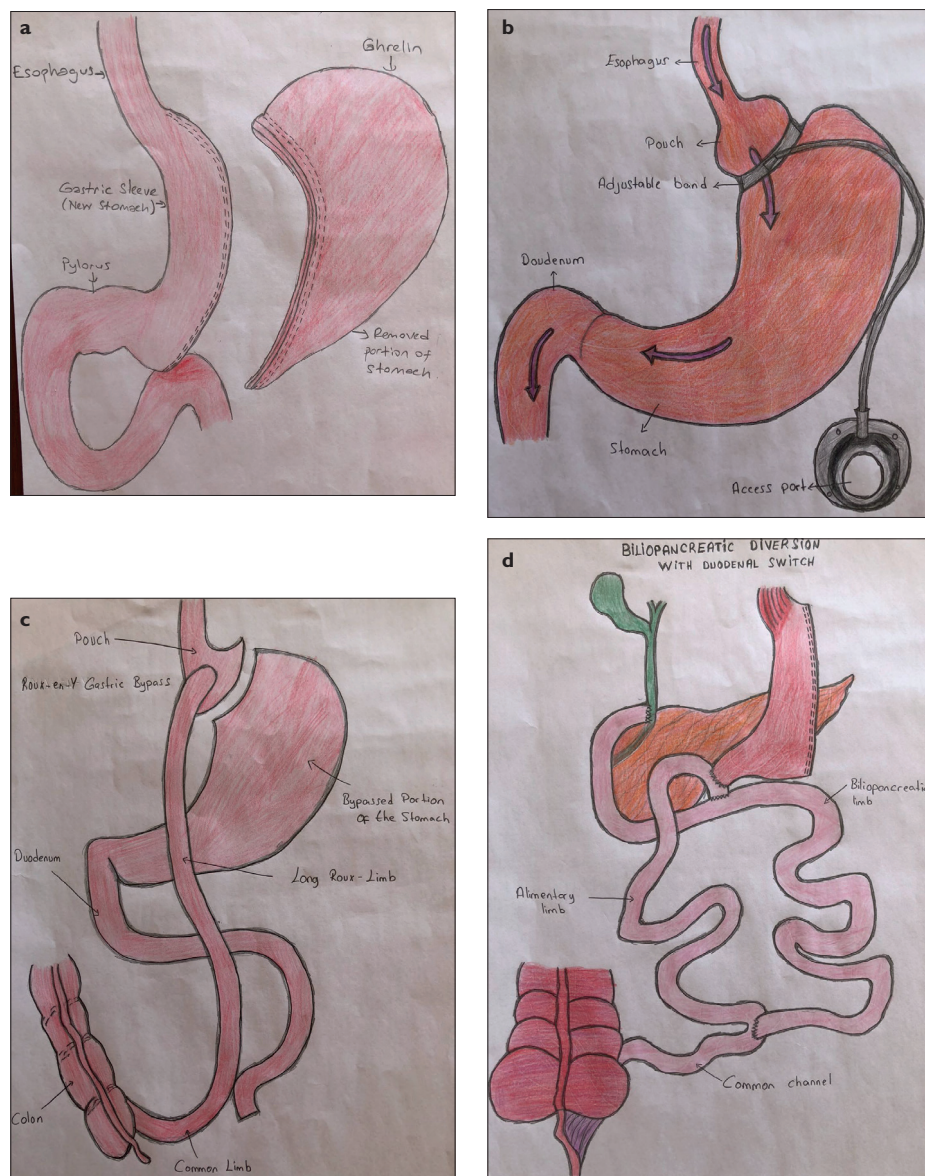 a
Esophagus
Ghrelin
Gastric Sleeve
(New Stomach)
Pylorus
Removed
portion of
stomach
b
Esophagus
Pouch
Adjustable band
Doudenum
Stomach
Access port
c
Pouch
Roux-en-Y Gastric Bypass
Bypassed Portion
of the Stomach
Duodenum
Long Roux-Limb
Colon
Common Limb
d
BILIOPANCREATIC DIVERSION
WITH DUODENAL SWITCH
Biliopancreatic
limb
Alimentary
limb
Common channel